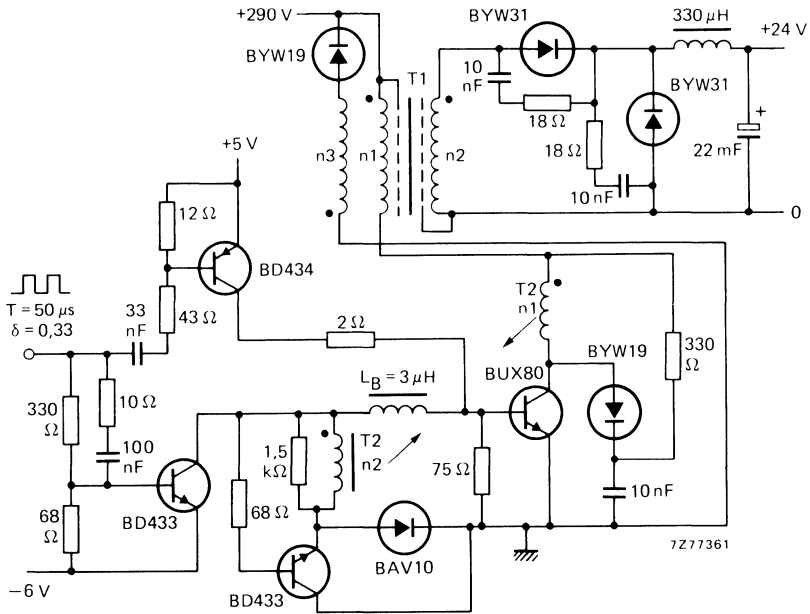 +290 V
BYW31
330 μH
+24 V
BYW19
10
nF
T1
BYW31
18 Ω
18 Ω
+
22 mF
n3
n1
n2
10 nF
0
+5 V
12 Ω
BD434
T = 50 μs
δ = 0,33
33
nF
43 Ω
2 Ω
T2
n1
BYW19
330
Ω
BUX80
L_B = 3 μH
330
Ω
10 Ω
100
nF
1,5
kΩ
T2
n2
75 Ω
10 nF
68
Ω
BD433
68 Ω
BAV10
7Z77361
−6 V
BD433